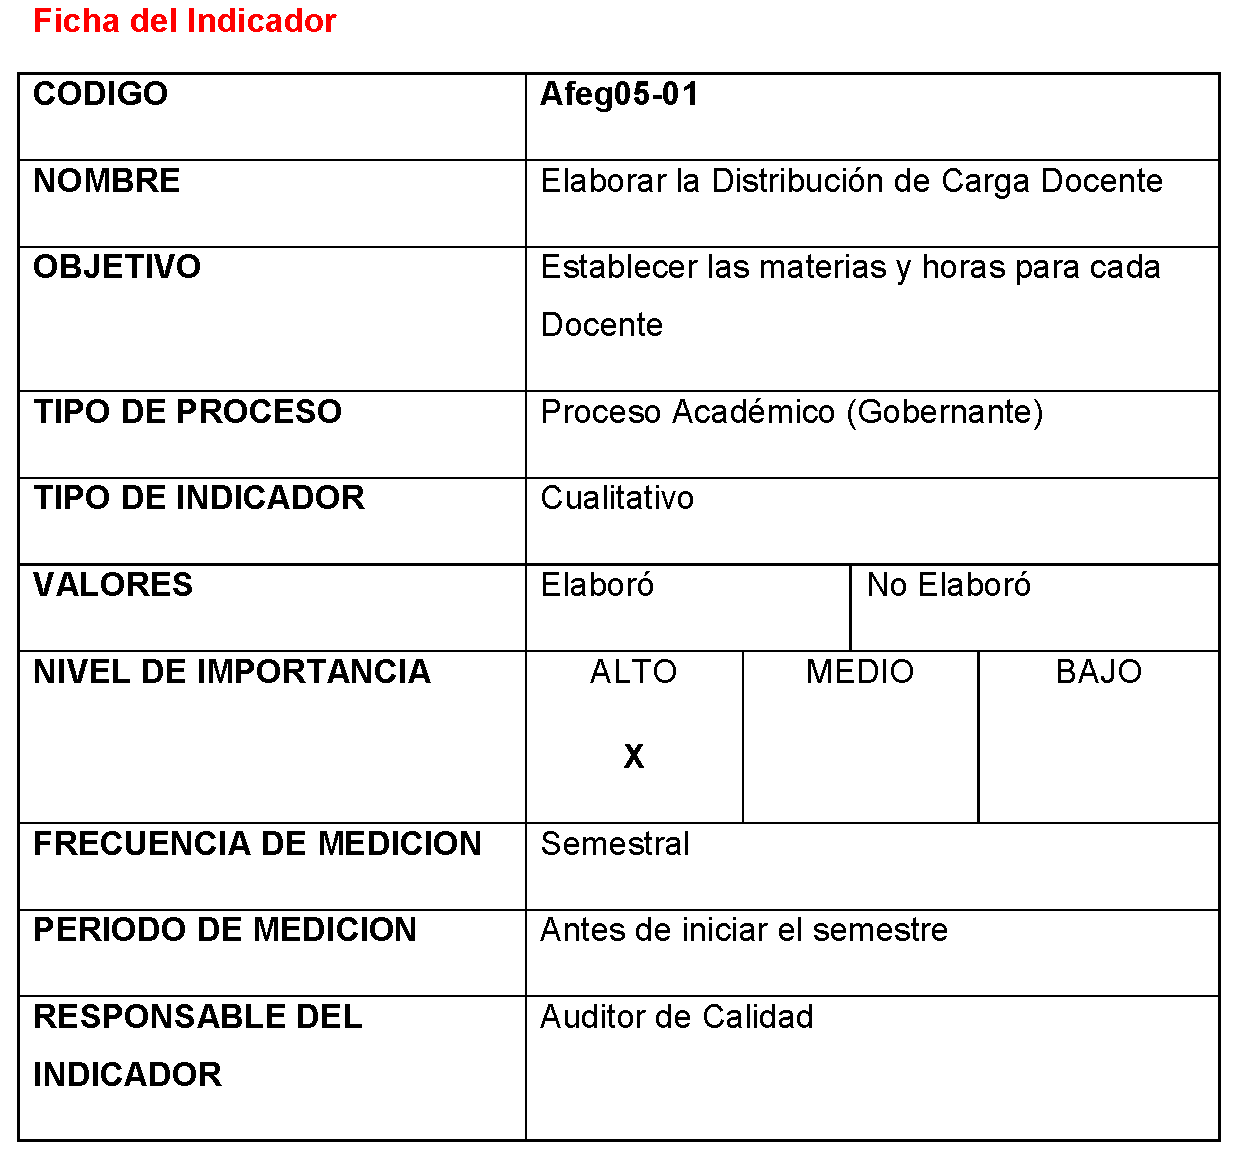 Ficha del Indicador
CODIGO Afeg05-01
NOMBRE Elaborar la Distribución de Carga Docente
OBJETIVO Establecer las materias y horas para cada
Docente
TIPO DE PROCESO Proceso Académico (Gobernante)
TIPO DE INDICADOR Cualitativo
VALORES Elaboró No Elaboró
NIVEL DE IMPORTANCIA ALTO MEDIO BAJO
X
FRECUENCIA DE MEDICION Semestral
PERIODO DE MEDICION Antes de iniciar el semestre
RESPONSABLE DEL Auditor de Calidad
INDICADOR